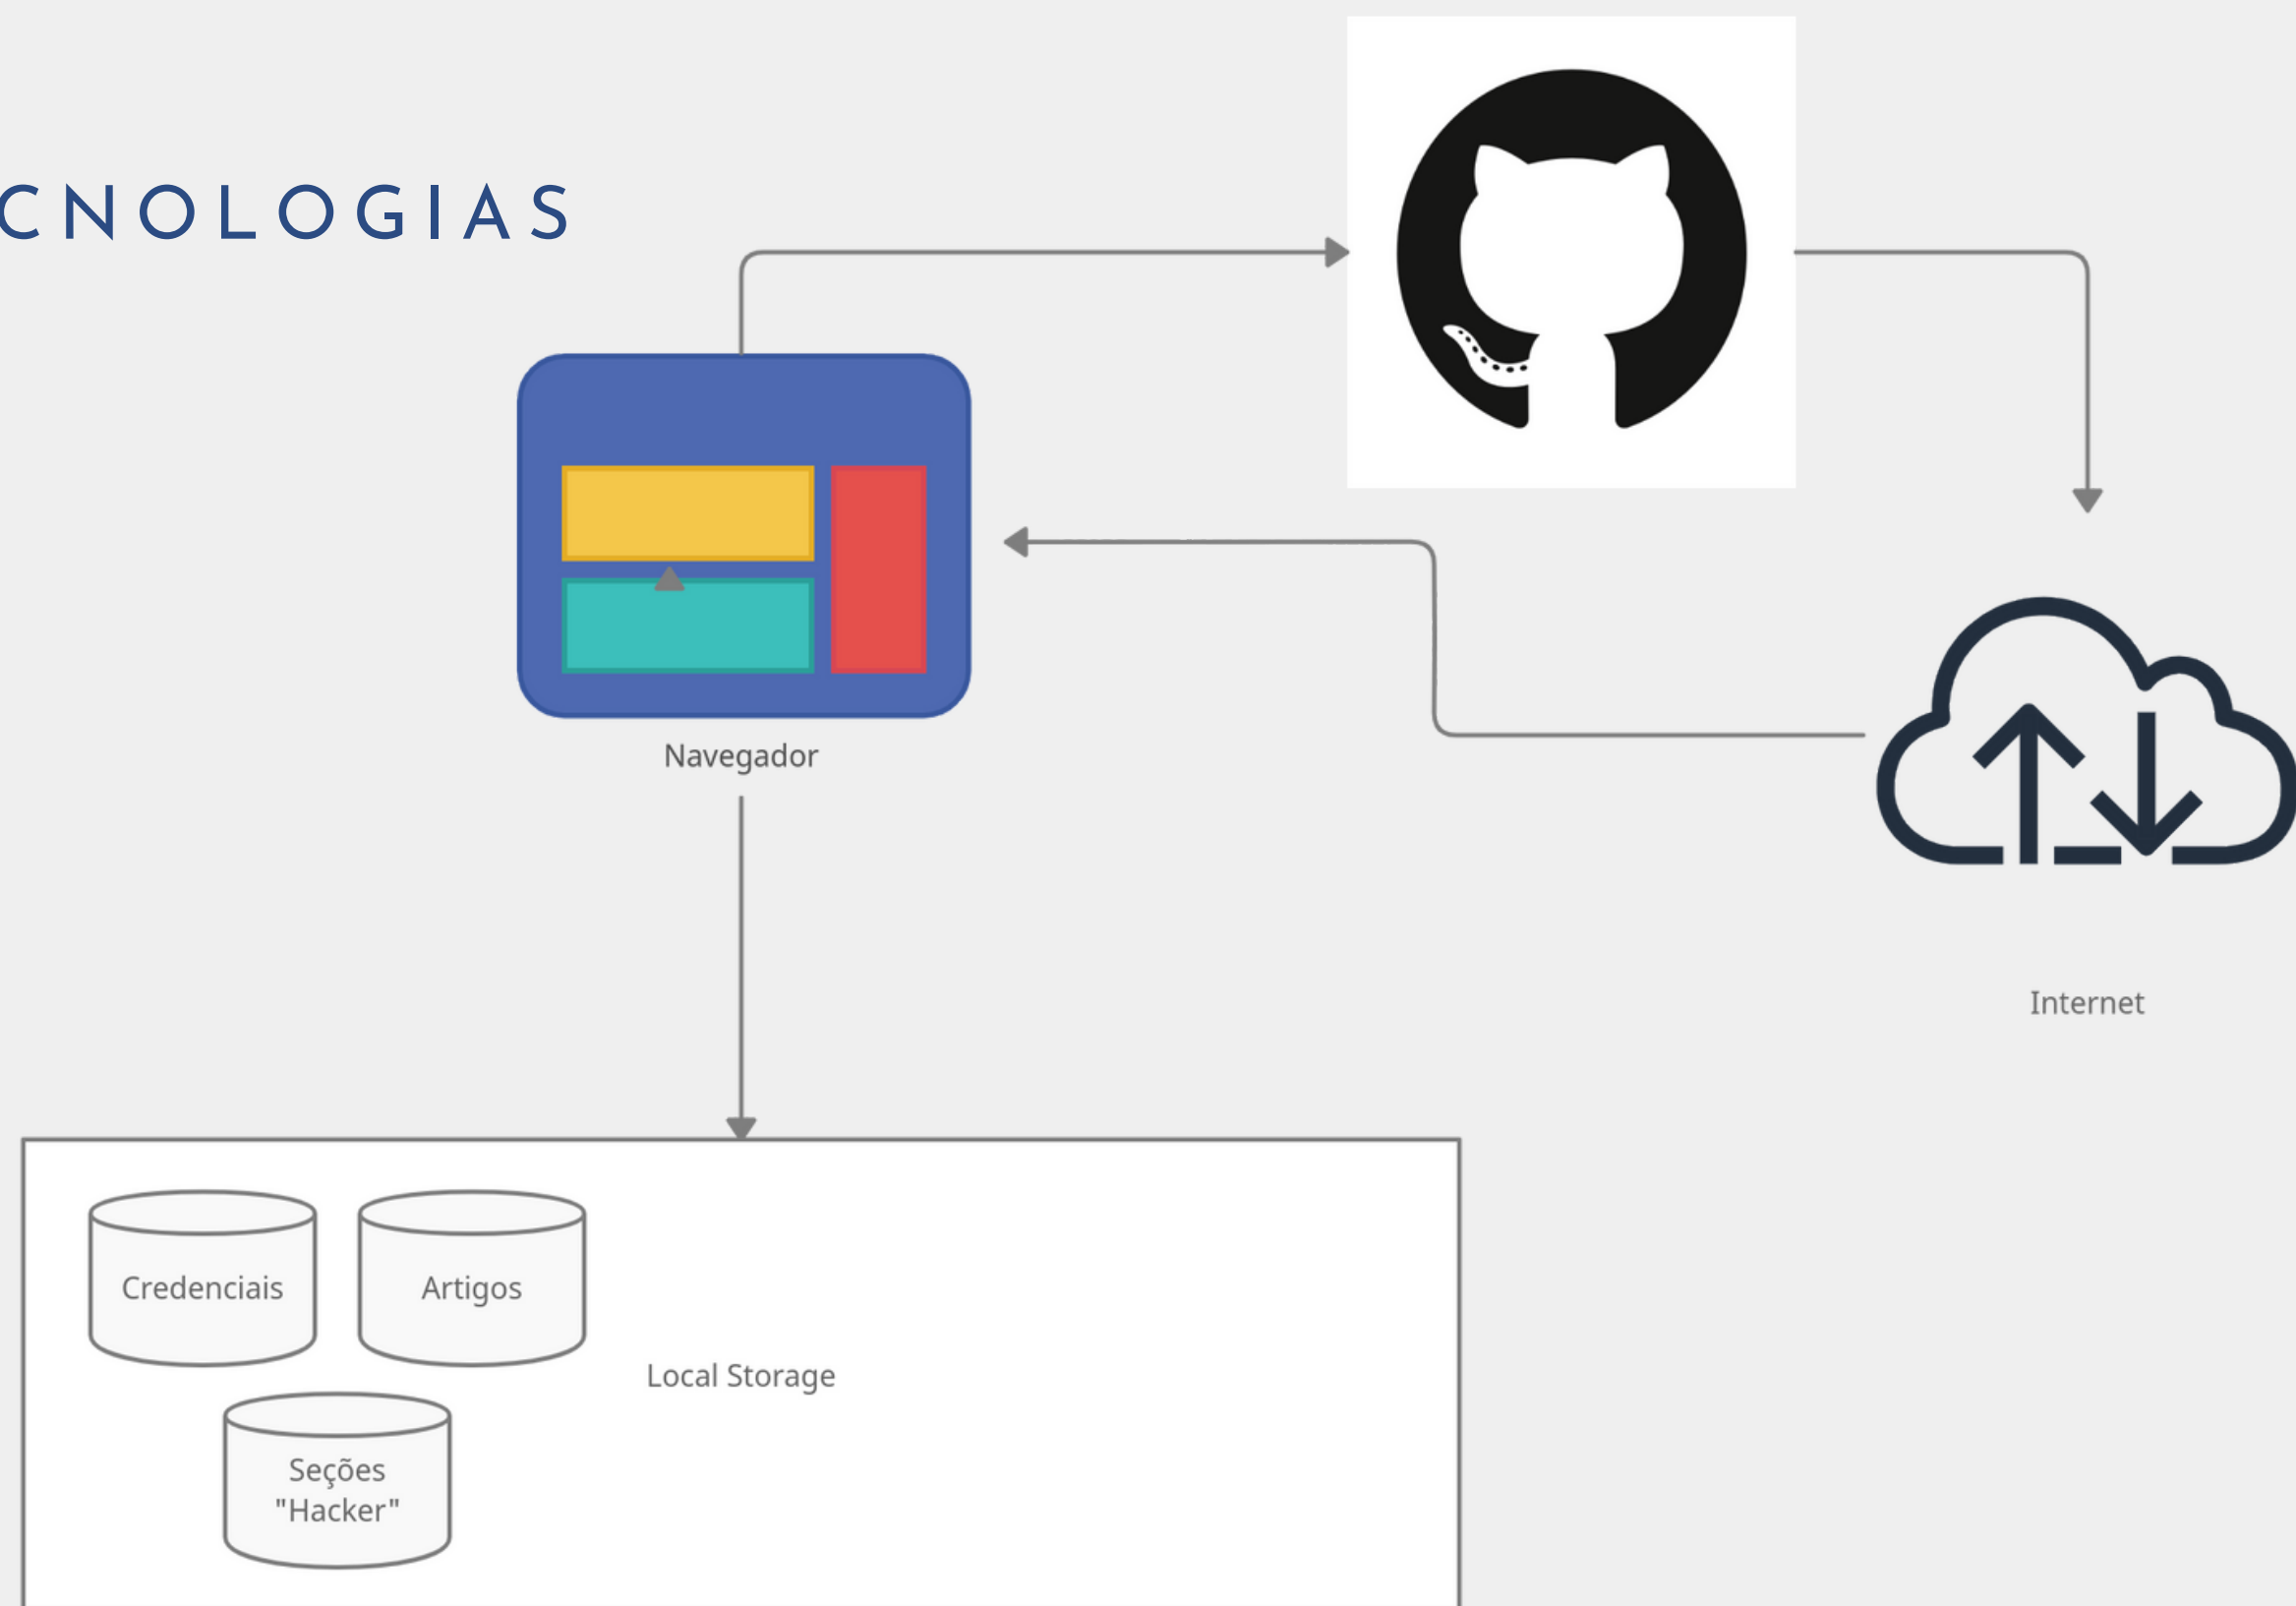 CNOLOGIAS
Navegador
Internet
Credenciais
Artigos
Local Storage
Seções
"Hacker"